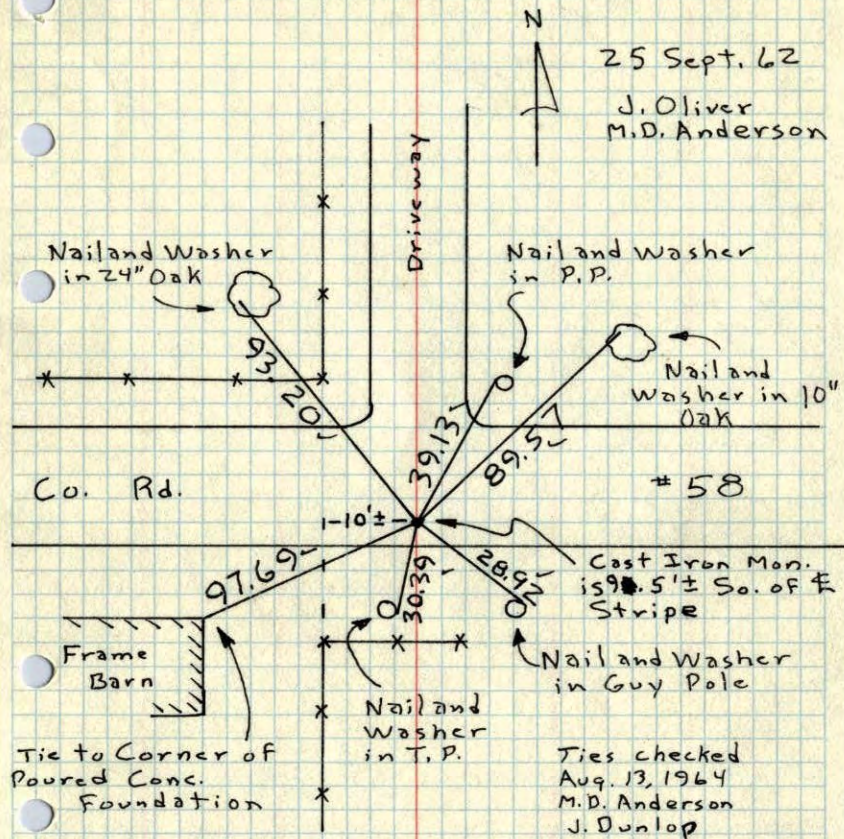 N
25 Sept. 62
J. Oliver
M.D. Anderson
Driveway
Nail and Washer
in 24" Oak
Nail and Washer
in P.P.
Nail and
Washer in 10"
Oak
93.20
39.13
89.57
Co. Rd.
# 58
1-10'±
97.69
30.39
28.92
Cast Iron Mon.
is 9.5'± So. of ℄
Stripe
Frame
Barn
Nail and Washer
in Guy Pole
Nail and
Washer
in T.P.
Tie to Corner of
Poured Conc.
Foundation
Ties checked
Aug. 13, 1964
M.D. Anderson
J. Dunlop